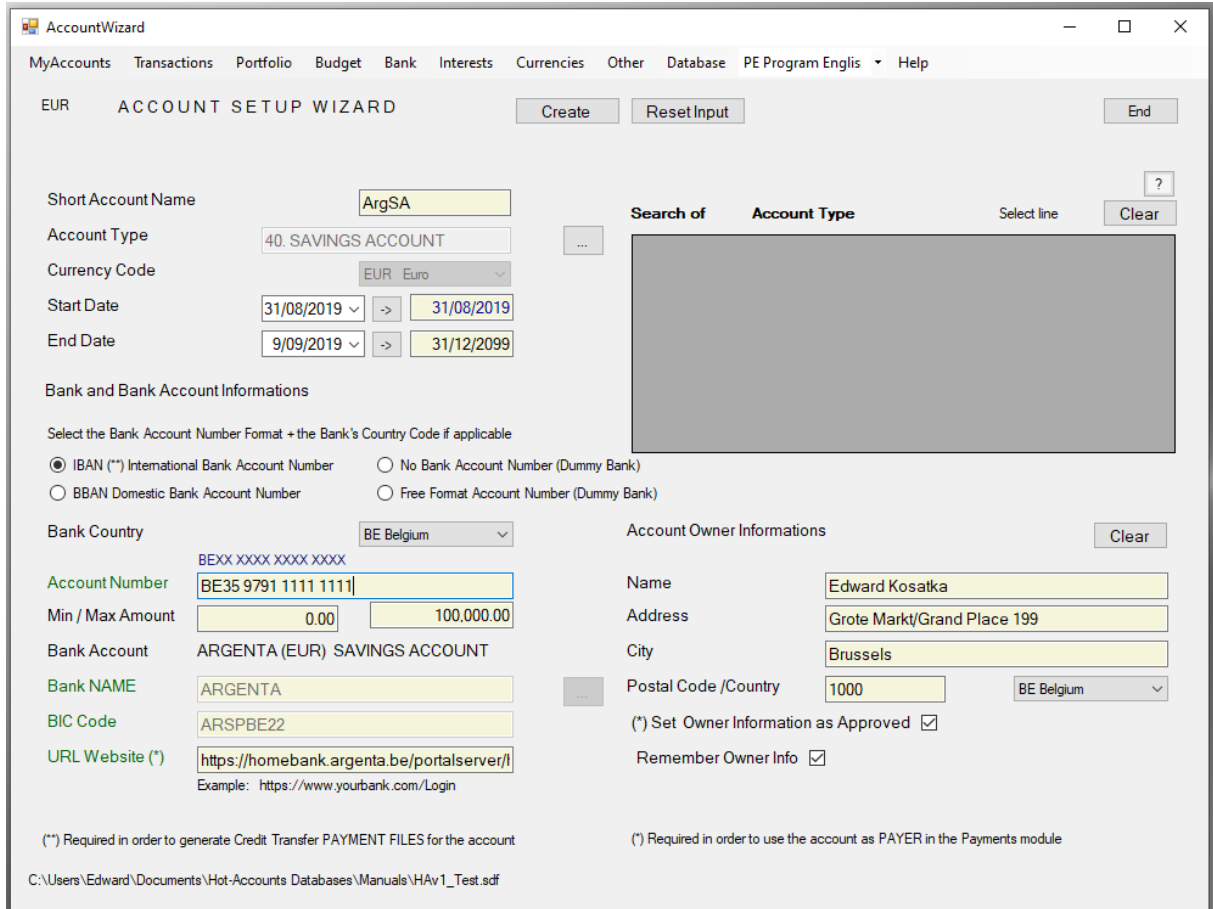 AccountWizard
MyAccounts Transactions Portfolio Budget Bank Interests Currencies Other Database PE Program Englis Help
EUR ACCOUNT SETUP WIZARD Create Reset Input End
?
Short Account Name ArgSA
Search of Account Type Select line Clear
Account Type 40. SAVINGS ACCOUNT ...
Currency Code EUR Euro
Start Date 31/08/2019 -> 31/08/2019
End Date 9/09/2019 -> 31/12/2099
Bank and Bank Account Informations
Select the Bank Account Number Format + the Bank's Country Code if applicable
IBAN (**) International Bank Account Number No Bank Account Number (Dummy Bank)
BBAN Domestic Bank Account Number Free Format Account Number (Dummy Bank)
Bank Country BE Belgium Account Owner Informations Clear
BEXX XXXX XXXX XXXX
Account Number BE35 9791 1111 1111 Name Edward Kosatka
Min / Max Amount 0.00 100,000.00 Address Grote Markt/Grand Place 199
Bank Account ARGENTA (EUR) SAVINGS ACCOUNT City Brussels
Bank NAME ARGENTA ... Postal Code /Country 1000 BE Belgium
BIC Code ARSPBE22 (*) Set Owner Information as Approved
URL Website (*) https://homebank.argenta.be/portalserver/h Remember Owner Info
Example: https://www.yourbank.com/Login
(**) Required in order to generate Credit Transfer PAYMENT FILES for the account (*) Required in order to use the account as PAYER in the Payments module
C:\Users\Edward\Documents\Hot-Accounts Databases\Manuals\HAv1_Test.sdf